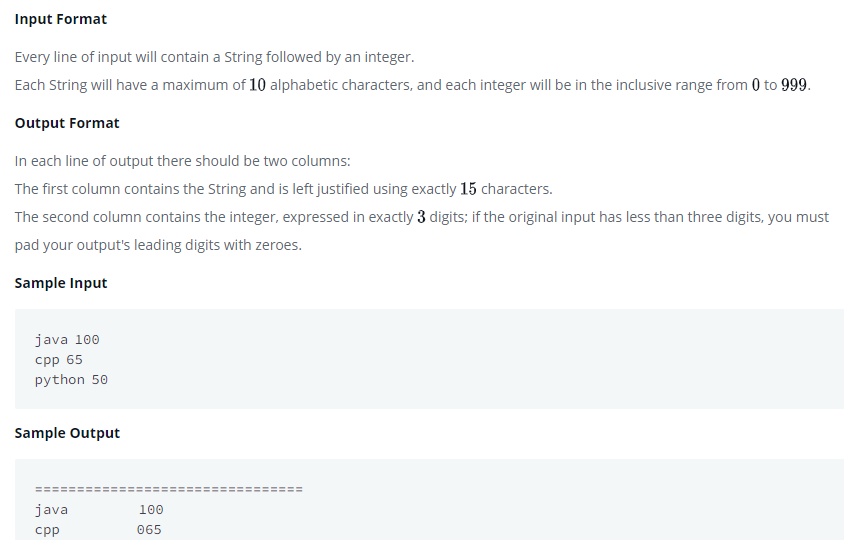 Input Format
Every line of input will contain a String followed by an integer.
Each String will have a maximum of 10 alphabetic characters, and each integer will be in the inclusive range from 0 to 999.
Output Format
In each line of output there should be two columns:
The first column contains the String and is left justified using exactly 15 characters.
The second column contains the integer, expressed in exactly 3 digits; if the original input has less than three digits, you must
pad your output's leading digits with zeroes.
Sample Input
java 100
cpp 65
python 50
Sample Output
================================
java           100
cpp            065